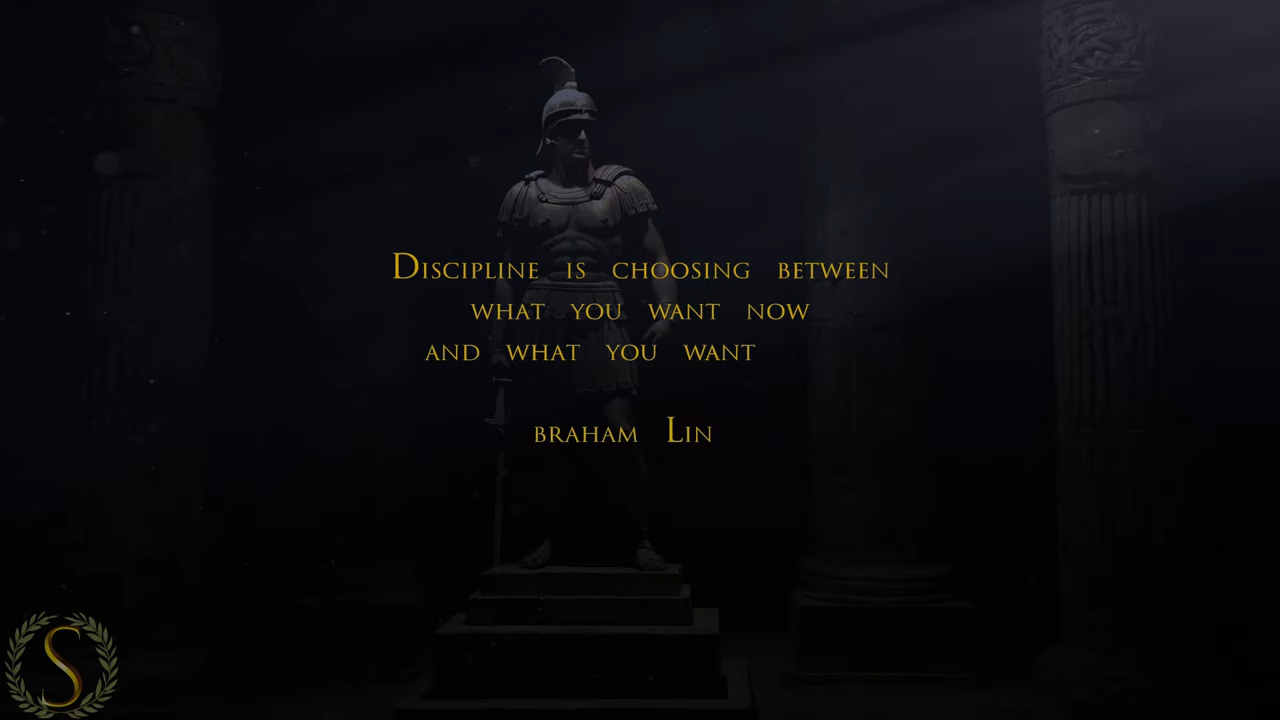 Discipline is choosing between
what you want now
and what you want
braham Lin
S